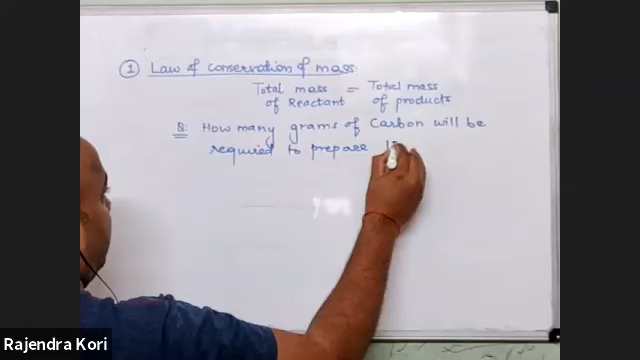 ① Law of conservation of mass
Total mass = Total mass
of Reactant of products
Q: How many grams of Carbon will be
required to prepare
Rajendra Kori